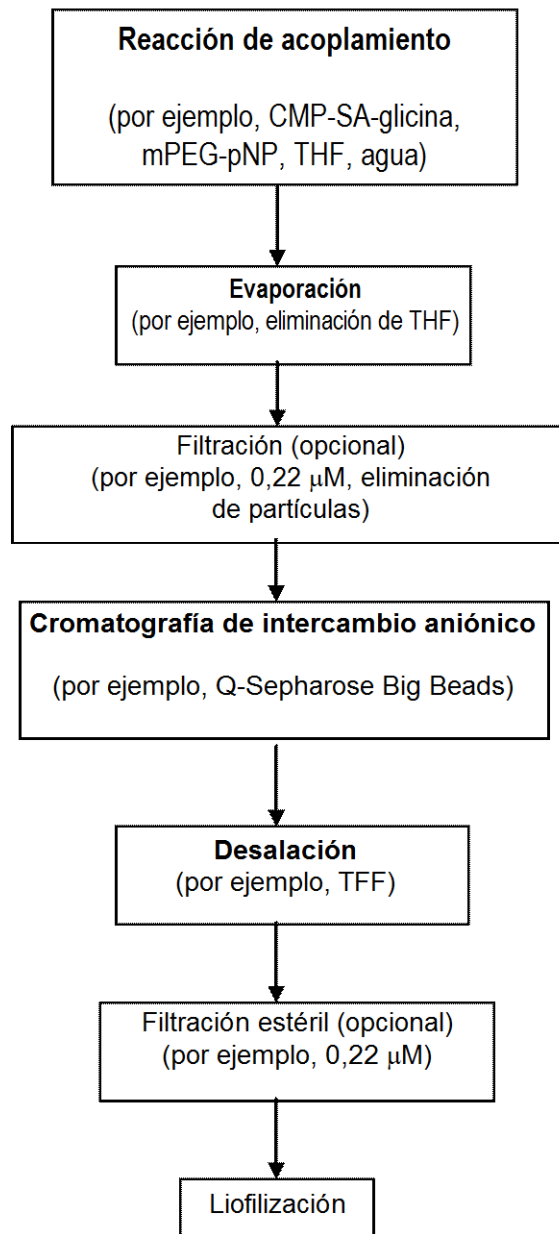 Reacción de acoplamiento
(por ejemplo, CMP-SA-glicina,
mPEG-pNP, THF, agua)
Evaporación
(por ejemplo, eliminación de THF)
Filtración (opcional)
(por ejemplo, 0,22 μM, eliminación
de partículas)
Cromatografía de intercambio aniónico
(por ejemplo, Q-Sepharose Big Beads)
Desalación
(por ejemplo, TFF)
Filtración estéril (opcional)
(por ejemplo, 0,22 μM)
Liofilización